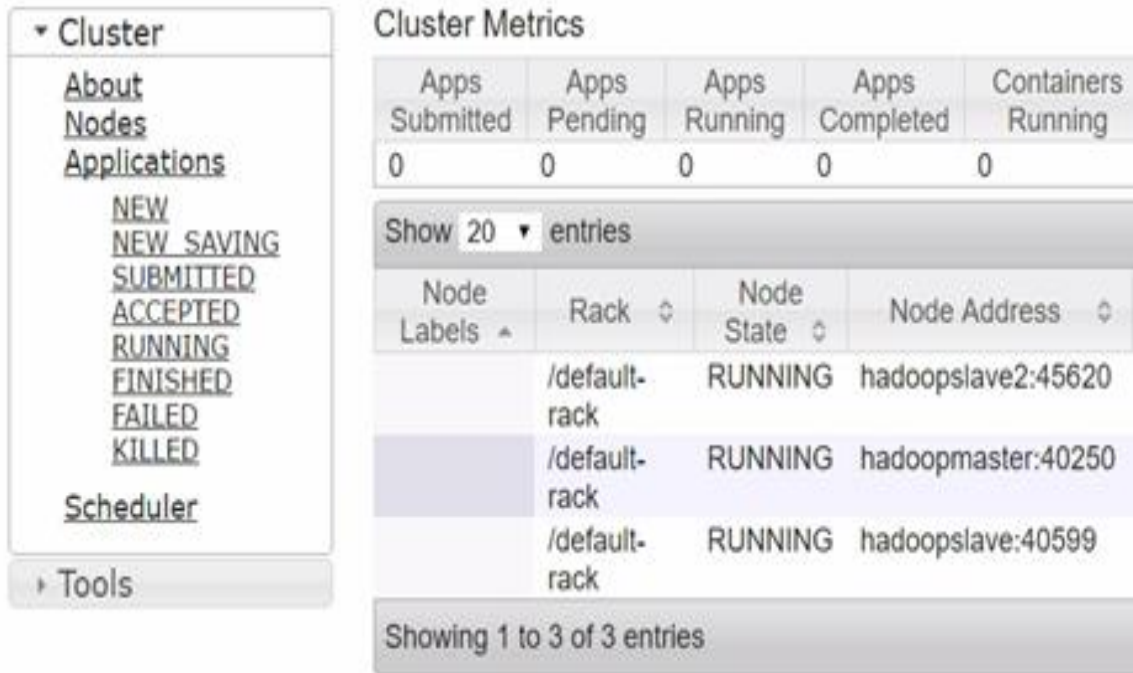 Cluster
About
Nodes
Applications
NEW
NEW_SAVING
SUBMITTED
ACCEPTED
RUNNING
FINISHED
FAILED
KILLED
Scheduler
Tools
Cluster Metrics
Apps Submitted Apps Pending Apps Running Apps Completed Containers Running
0 0 0 0 0
Show 20 entries
Node Labels Rack Node State Node Address
/default- RUNNING hadoopslave2:45620
rack
/default- RUNNING hadoopmaster:40250
rack
/default- RUNNING hadoopslave:40599
rack
Showing 1 to 3 of 3 entries